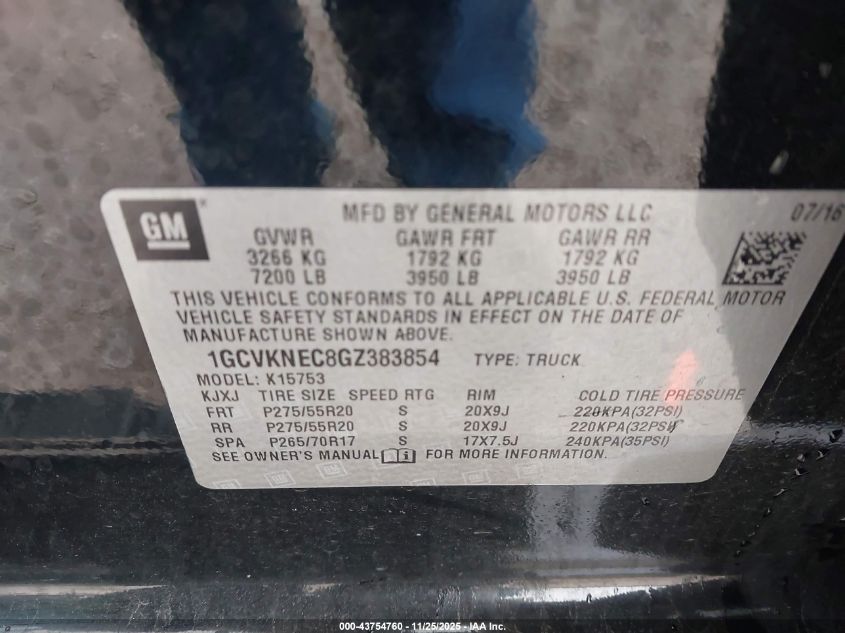 GM® MFD BY GENERAL MOTORS LLC 07/16
GVWR GAWR FRT GAWR RR
3266 KG 1792 KG 1792 KG
7200 LB 3950 LB 3950 LB
THIS VEHICLE CONFORMS TO ALL APPLICABLE U.S. FEDERAL MOTOR
VEHICLE SAFETY STANDARDS IN EFFECT ON THE DATE OF
MANUFACTURE SHOWN ABOVE.
1GCVKNEC8GZ383854 TYPE: TRUCK
MODEL: K15753
KJXJ TIRE SIZE SPEED RTG RIM COLD TIRE PRESSURE
FRT P275/55R20 S 20X9J 220KPA(32PSI)
RR P275/55R20 S 20X9J 220KPA(32PSI)
SPA P265/70R17 S 17X7.5J 240KPA(35PSI)
SEE OWNER'S MANUAL FOR MORE INFORMATION.
000-43754760 - 11/25/2025 - IAA Inc.